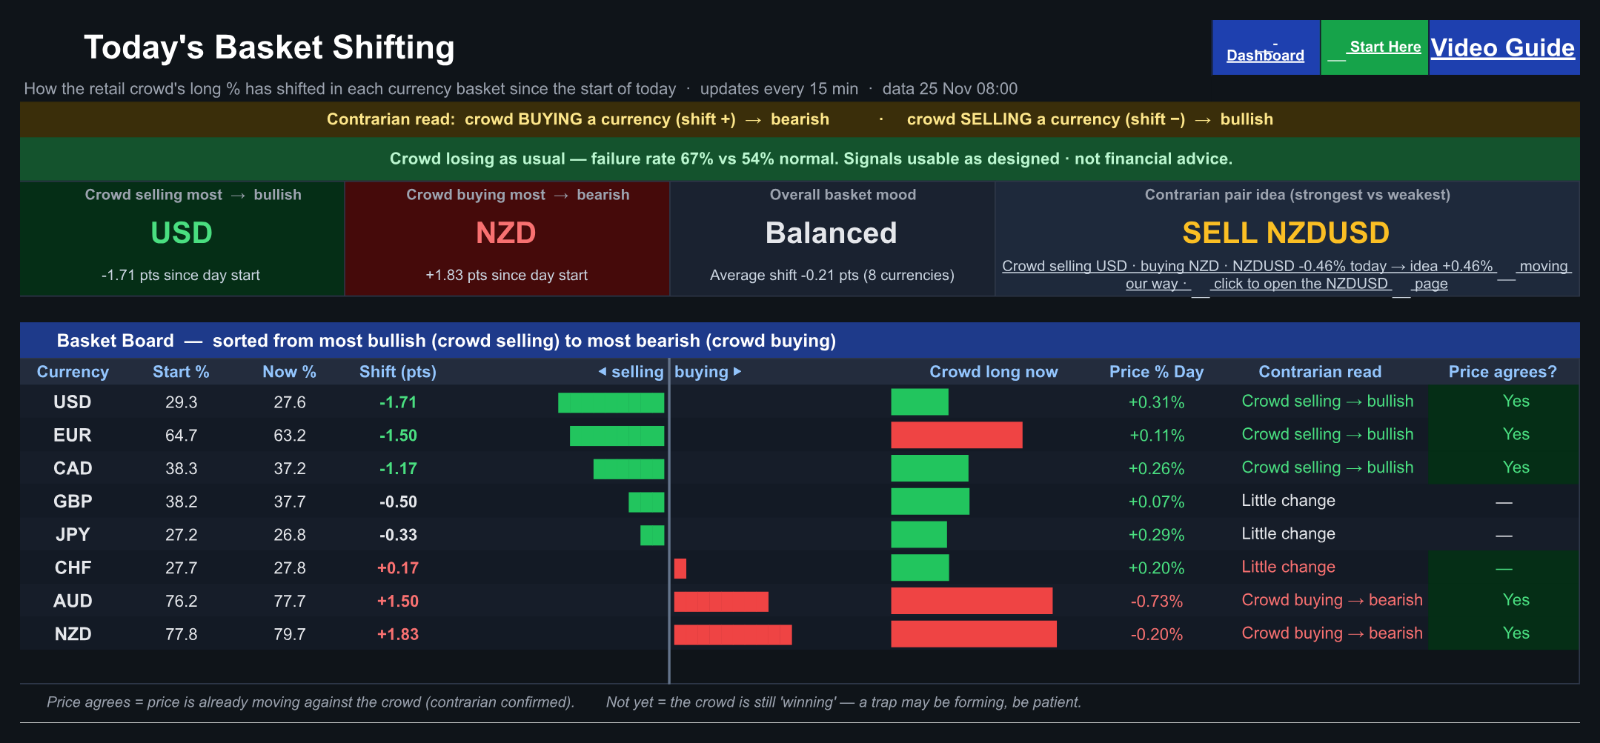 Today's Basket Shifting
Dashboard
Start Here
Video Guide
How the retail crowd's long % has shifted in each currency basket since the start of today · updates every 15 min · data 25 Nov 08:00
Contrarian read: crowd BUYING a currency (shift +) → bearish · crowd SELLING a currency (shift −) → bullish
Crowd losing as usual — failure rate 67% vs 54% normal. Signals usable as designed · not financial advice.
Crowd selling most → bullish
USD
-1.71 pts since day start
Crowd buying most → bearish
NZD
+1.83 pts since day start
Overall basket mood
Balanced
Average shift -0.21 pts (8 currencies)
Contrarian pair idea (strongest vs weakest)
SELL NZDUSD
Crowd selling USD · buying NZD · NZDUSD -0.46% today → idea +0.46% moving
our way · click to open the NZDUSD page
Basket Board — sorted from most bullish (crowd selling) to most bearish (crowd buying)
Currency Start % Now % Shift (pts) ◄ selling buying ► Crowd long now Price % Day Contrarian read Price agrees?
USD 29.3 27.6 -1.71 +0.31% Crowd selling → bullish Yes
EUR 64.7 63.2 -1.50 +0.11% Crowd selling → bullish Yes
CAD 38.3 37.2 -1.17 +0.26% Crowd selling → bullish Yes
GBP 38.2 37.7 -0.50 +0.07% Little change —
JPY 27.2 26.8 -0.33 +0.29% Little change —
CHF 27.7 27.8 +0.17 +0.20% Little change —
AUD 76.2 77.7 +1.50 -0.73% Crowd buying → bearish Yes
NZD 77.8 79.7 +1.83 -0.20% Crowd buying → bearish Yes
Price agrees = price is already moving against the crowd (contrarian confirmed). Not yet = the crowd is still 'winning' — a trap may be forming, be patient.